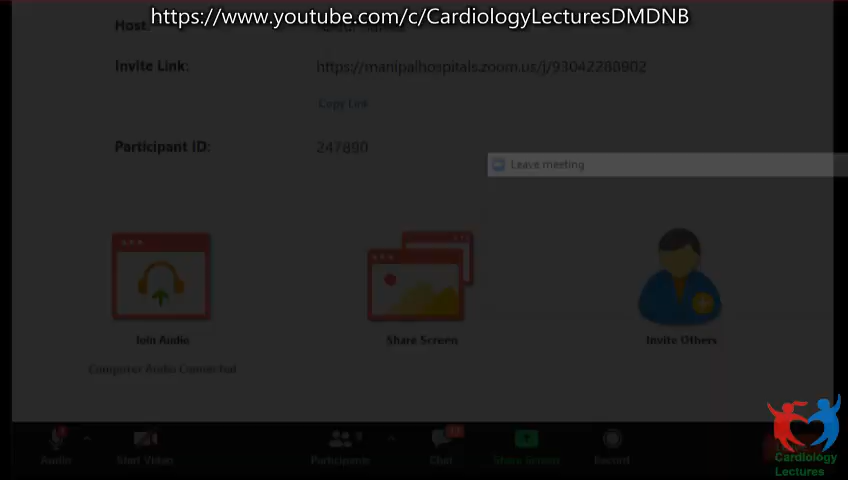 https://www.youtube.com/c/CardiologyLecturesDMDNB
Host:
Invite Link: https://manipalhospitals.zoom.us/j/93042288902
Copy Link
Participant ID: 247890
Leave meeting
Join Audio Share Screen Invite Others
Computer Audio Connected
Audio Start Video Participants Chat Share Screen Record
Cardiology
Lectures